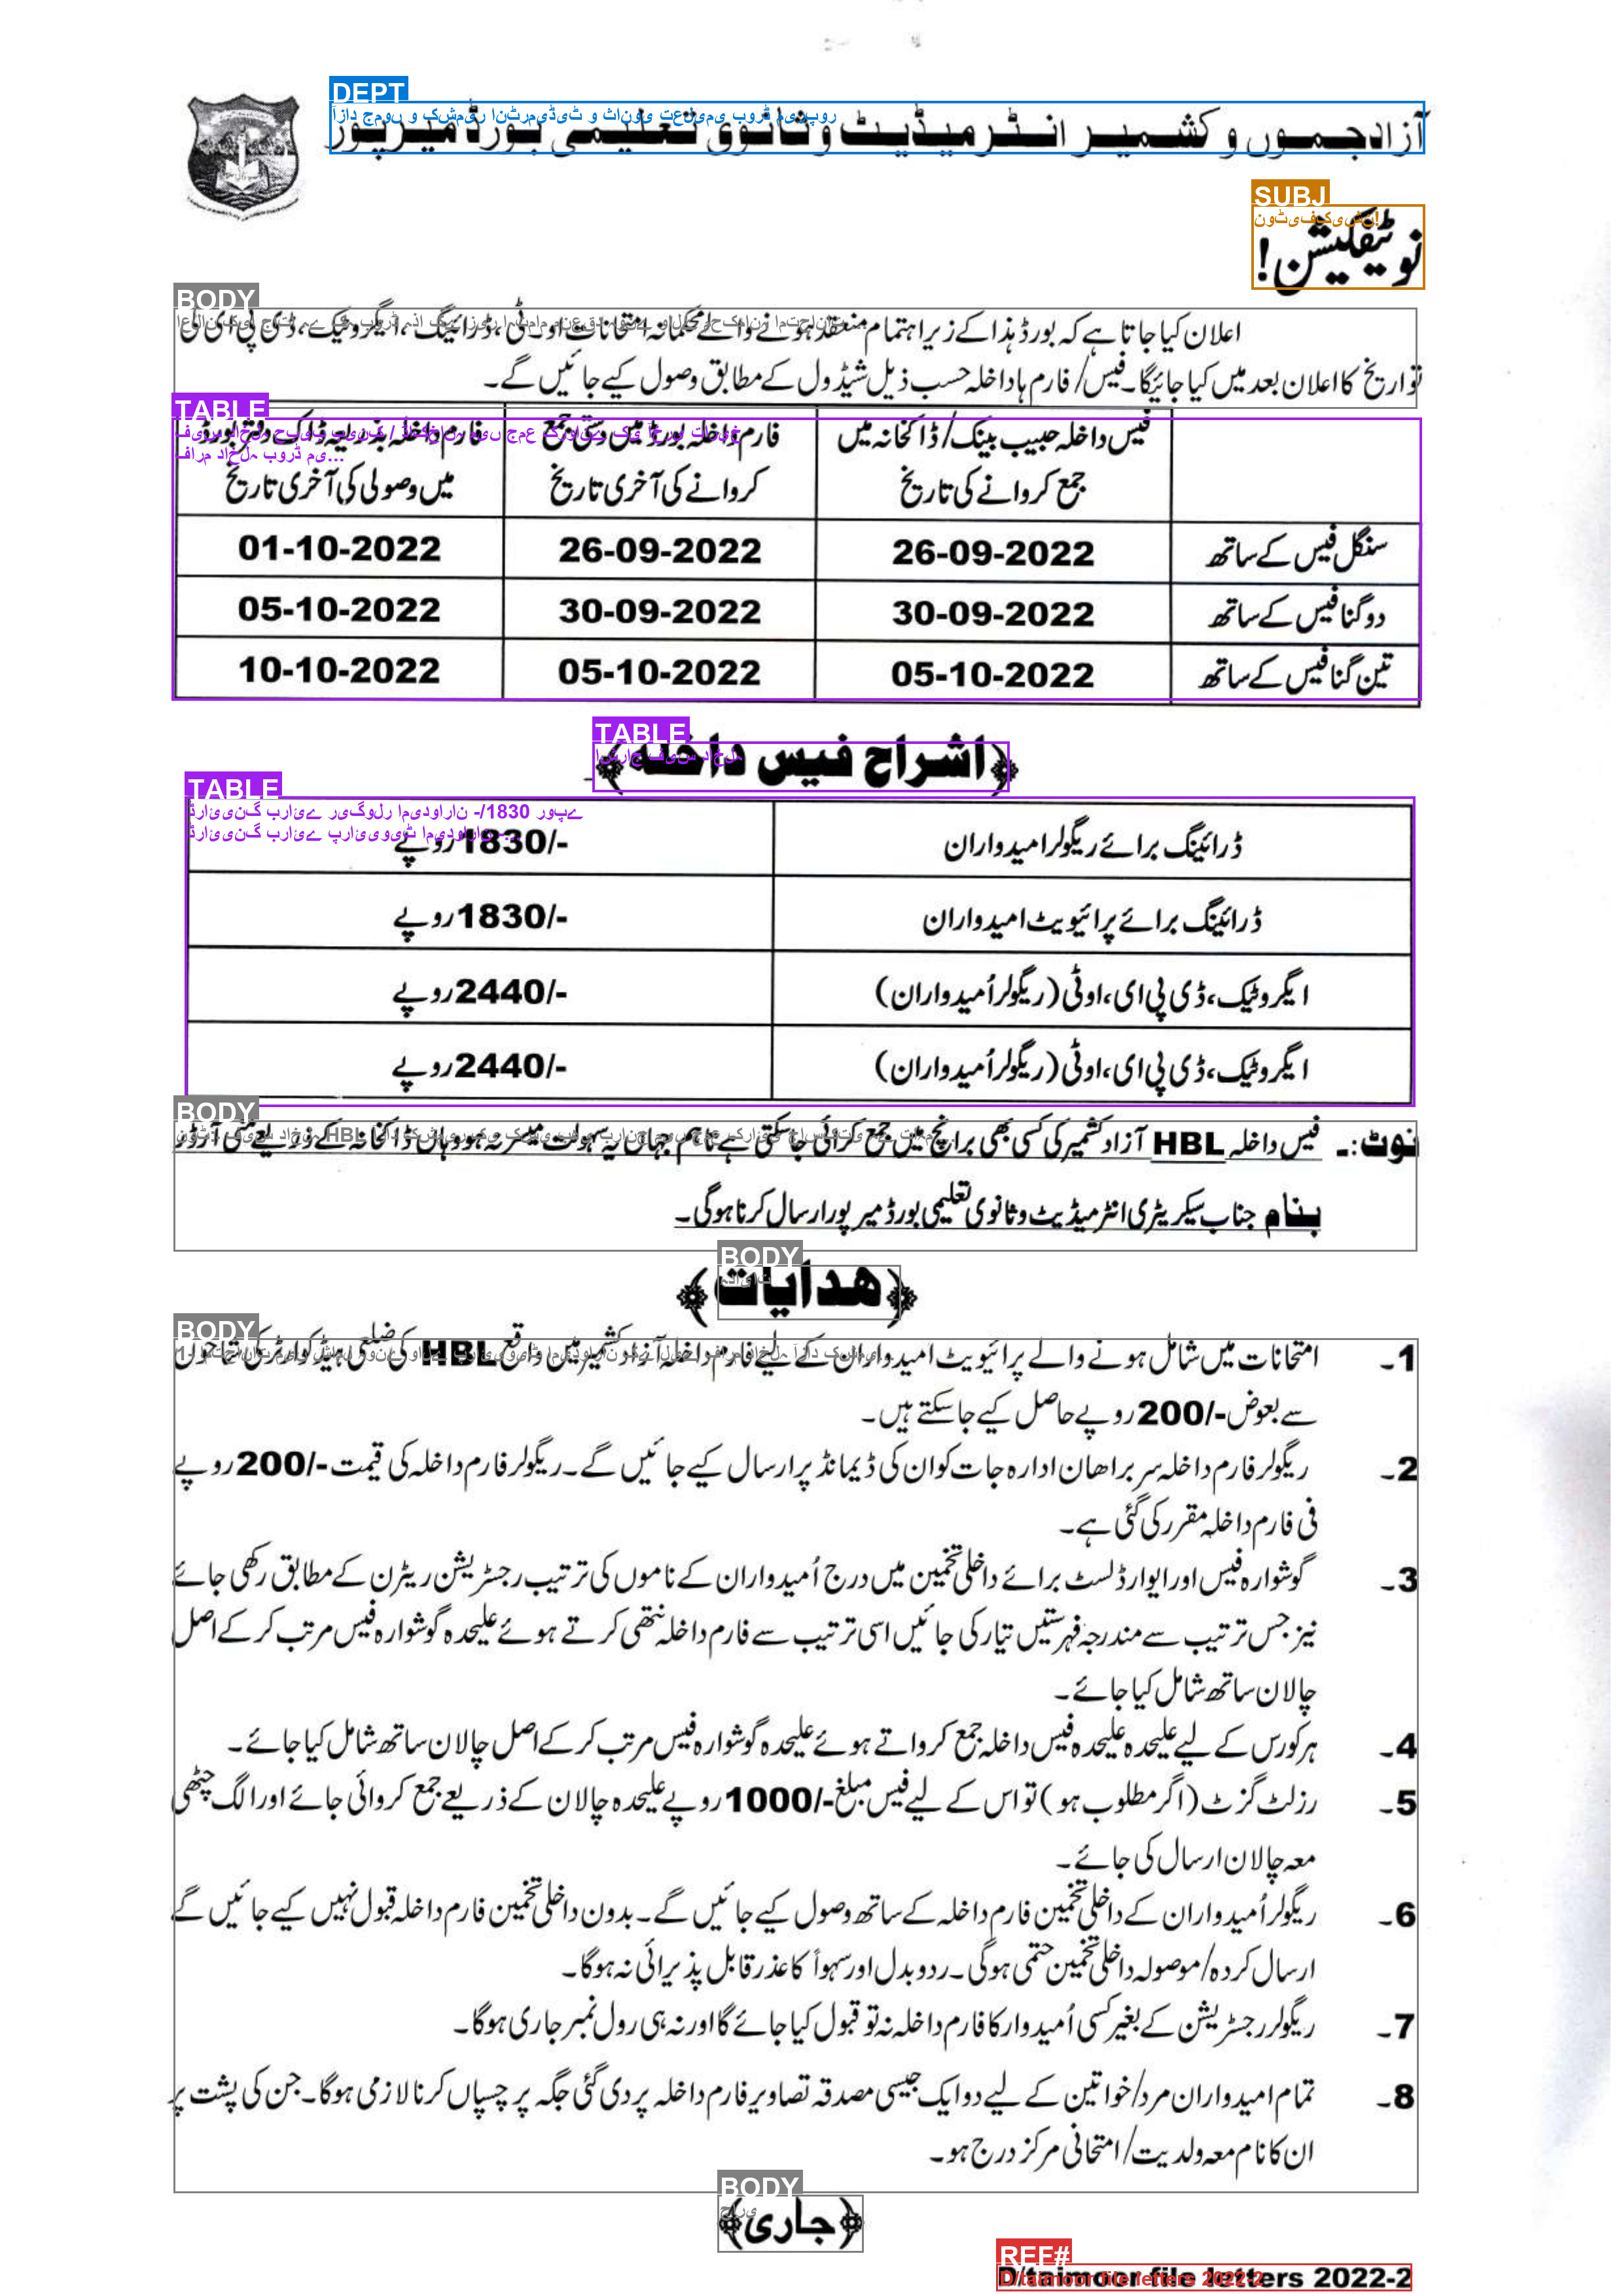 DEPT
آزاد جموں و کشمیر انٹرمیڈیٹ و ثانوی تعلیمی بورڈ میرپور
SUBJ
نوٹیفکیشن!
BODY
اعلان کیا جاتا ہے کہ بورڈ ہذا کے زیر اہتمام منعقد ہونے والے محکمانہ امتحانات او۔ٹی، ڈرائینگ، ایگروٹیک، ڈی پی ای کی
تواریخ کا اعلان بعد میں کیا جائیگا۔ فیس/ فارم ہا داخلہ حسب ذیل شیڈول کے مطابق وصول کیے جائیں گے۔
TABLE
فیس داخلہ حبیب بینک/ ڈاکخانہ میں جمع کروانے کی تاریخ
فارم داخلہ بورڈ میں دستی جمع کروانے کی آخری تاریخ
فارم داخلہ بذریعہ ڈاک دفتر بورڈ میں وصولی کی آخری تاریخ
سنگل فیس کے ساتھ 26-09-2022 26-09-2022 01-10-2022
دوگنا فیس کے ساتھ 30-09-2022 30-09-2022 05-10-2022
تین گنا فیس کے ساتھ 05-10-2022 05-10-2022 10-10-2022
TABLE
اشراح فیس داخلہ
TABLE
ڈرائینگ برائے ریگولر امیدواران 1830/- روپے
ڈرائینگ برائے پرائیویٹ امیدواران 1830/- روپے
ایگروٹیک، ڈی پی ای، او ٹی (ریگولر اُمیدواران) 2440/- روپے
ایگروٹیک، ڈی پی ای، او ٹی (ریگولر اُمیدواران) 2440/- روپے
BODY
نوٹ:۔ فیس داخلہ HBL آزاد کشمیر کی کسی بھی برانچ میں جمع کرائی جا سکتی ہے تاہم جہاں یہ سہولت میسر نہ ہو وہاں ڈاکخانہ کے ذریعے منی آرڈر
بنام جناب سیکریٹری انٹرمیڈیٹ و ثانوی تعلیمی بورڈ میرپور ارسال کرنا ہوگی۔
BODY
ھدایات
BODY
1۔ امتحانات میں شامل ہونے والے پرائیویٹ امیدواران کے لیے فارم داخلہ آزاد کشمیر میں واقع HBL کی ضلعی ہیڈ کوارٹر کی شاخوں
سے بعوض 200/- روپے حاصل کیے جا سکتے ہیں۔
2۔ ریگولر فارم داخلہ سربراھان ادارہ جات کو ان کی ڈیمانڈ پر ارسال کیے جائیں گے۔ ریگولر فارم داخلہ کی قیمت 200/- روپے
فی فارم داخلہ مقرر کی گئی ہے۔
3۔ گوشوارہ فیس اور ایوارڈ لسٹ برائے داخلی تخمین میں درج اُمیدواران کے ناموں کی ترتیب رجسٹریشن ریٹرن کے مطابق رکھی جائے
نیز جس ترتیب سے مندرجہ فہرستیں تیار کی جائیں اسی ترتیب سے فارم داخلہ نتھی کرتے ہوئے علیحدہ گوشوارہ فیس مرتب کر کے اصل
چالان ساتھ شامل کیا جائے۔
4۔ ہر کورس کے لیے علیحدہ علیحدہ فیس داخلہ جمع کرواتے ہوئے علیحدہ گوشوارہ فیس مرتب کر کے اصل چالان ساتھ شامل کیا جائے۔
5۔ رزلٹ گزٹ (اگر مطلوب ہو) تو اس کے لیے فیس مبلغ 1000/- روپے علیحدہ چالان کے ذریعے جمع کروائی جائے اور الگ چٹھی
معہ چالان ارسال کی جائے۔
6۔ ریگولر اُمیدواران کے داخلی تخمین فارم داخلہ کے ساتھ وصول کیے جائیں گے۔ بدون داخلی تخمین فارم داخلہ قبول نہیں کیے جائیں گے
ارسال کردہ/ موصولہ داخلی تخمین حتمی ہوگی۔ ردوبدل اور سہواً کا عذر قابل پذیرائی نہ ہوگا۔
7۔ ریگولر رجسٹریشن کے بغیر کسی اُمیدوار کا فارم داخلہ نہ تو قبول کیا جائے گا اور نہ ہی رول نمبر جاری ہوگا۔
8۔ تمام امیدواران مرد/خواتین کے لیے دو ایک جیسی مصدقہ تصاویر فارم داخلہ پر دی گئی جگہ پر چسپاں کرنا لازمی ہوگا۔ جن کی پشت پر
ان کا نام معہ ولدیت/ امتحانی مرکز درج ہو۔
BODY
جاری
REF#
D/taimoor file letters 2022-2